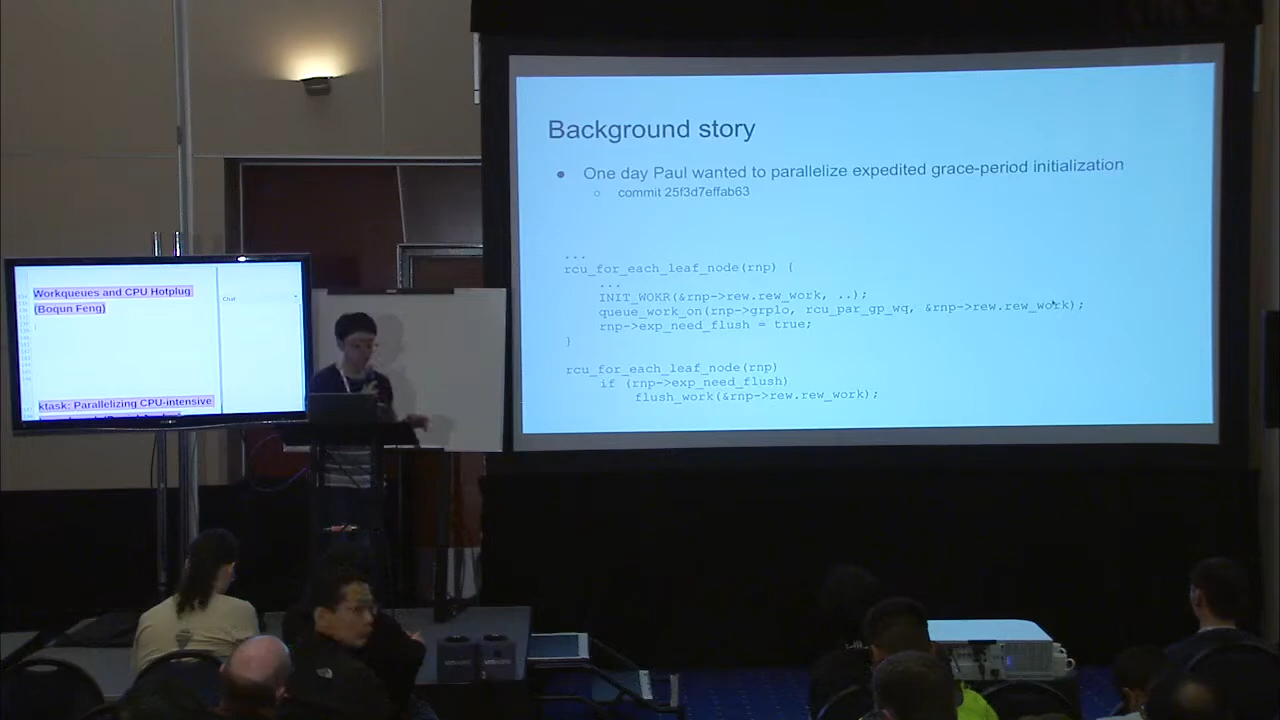 Background story
● One day Paul wanted to parallelize expedited grace-period initialization
○ commit 25f3d7effab63
...
rcu_for_each_leaf_node(rnp) {
...
INIT_WOKR(&rnp->rew.rew_work, ..);
queue_work_on(rnp->grplo, rcu_par_gp_wq, &rnp->rew.rew_work);
rnp->exp_need_flush = true;
}
rcu_for_each_leaf_node(rnp)
if (rnp->exp_need_flush)
flush_work(&rnp->rew.rew_work);
Workqueues and CPU Hotplug
(Boqun Feng)
Chat
ktask: Parallelizing CPU-intensive